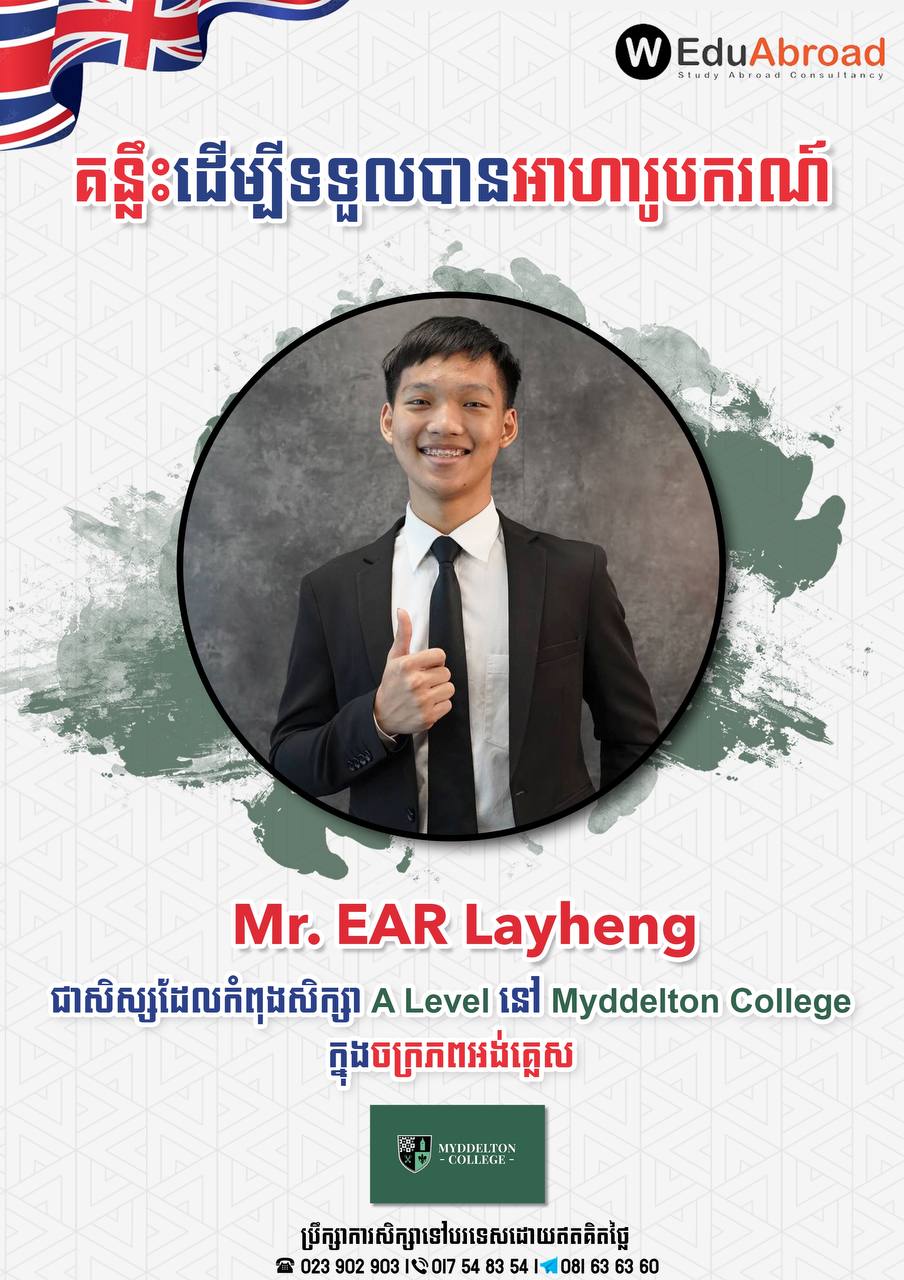 W EduAbroad
Study Abroad Consultancy
គន្លឹះដើម្បីទទួលបានអាហារូបករណ៍
Mr. EAR Layheng
ជាសិស្សដែលកំពុងសិក្សា A Level នៅ Myddelton College
ក្នុងចក្រភពអង់គ្លេស
MYDDELTON
- COLLEGE -
ប្រឹក្សាការសិក្សាទៅបរទេសដោយឥតគិតថ្លៃ
023 902 903 | 017 54 83 54 | 081 63 63 60